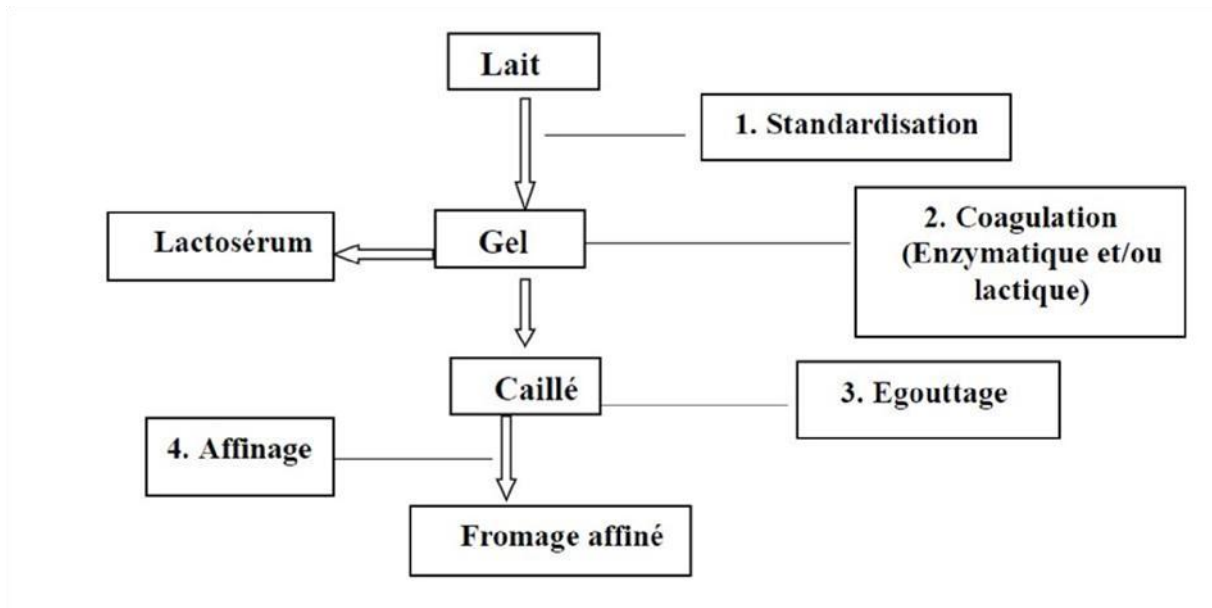 Lait
1. Standardisation
Lactosérum
Gel
2. Coagulation
(Enzymatique et/ou
lactique)
Caillé
3. Egouttage
4. Affinage
Fromage affiné